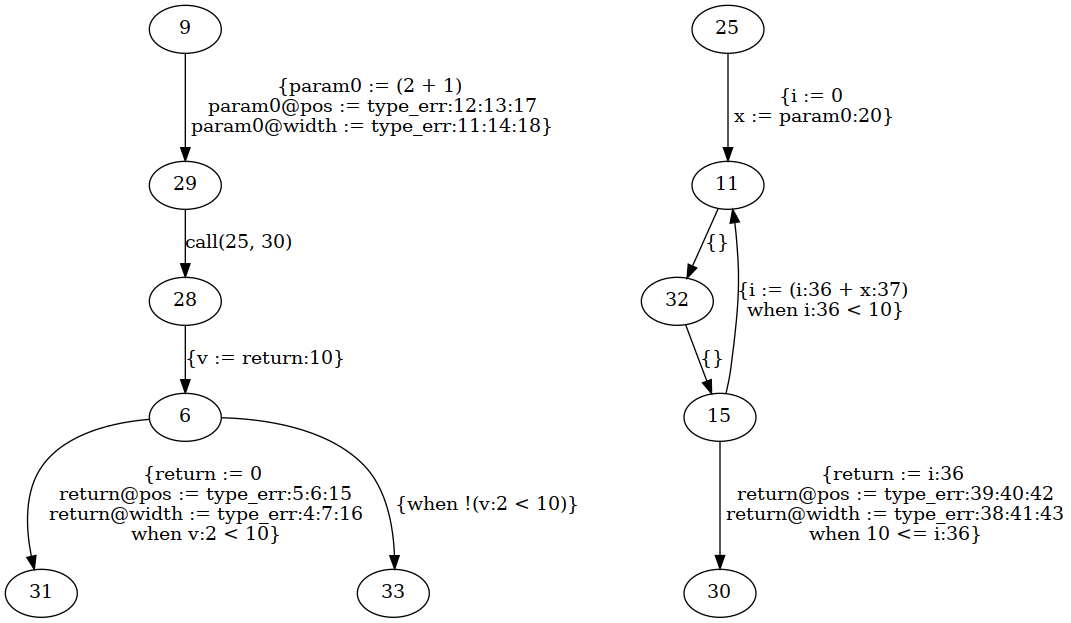 9
{param0 := (2 + 1)
param0@pos := type_err:12:13:17
param0@width := type_err:11:14:18}
29
call(25, 30)
28
{v := return:10}
6
{return := 0
return@pos := type_err:5:6:15
return@width := type_err:4:7:16
when v:2 < 10}
{when !(v:2 < 10)}
31
33
25
{i := 0
x := param0:20}
11
{}
32
{i := (i:36 + x:37)
when i:36 < 10}
{}
15
{return := i:36
return@pos := type_err:39:40:42
return@width := type_err:38:41:43
when 10 <= i:36}
30